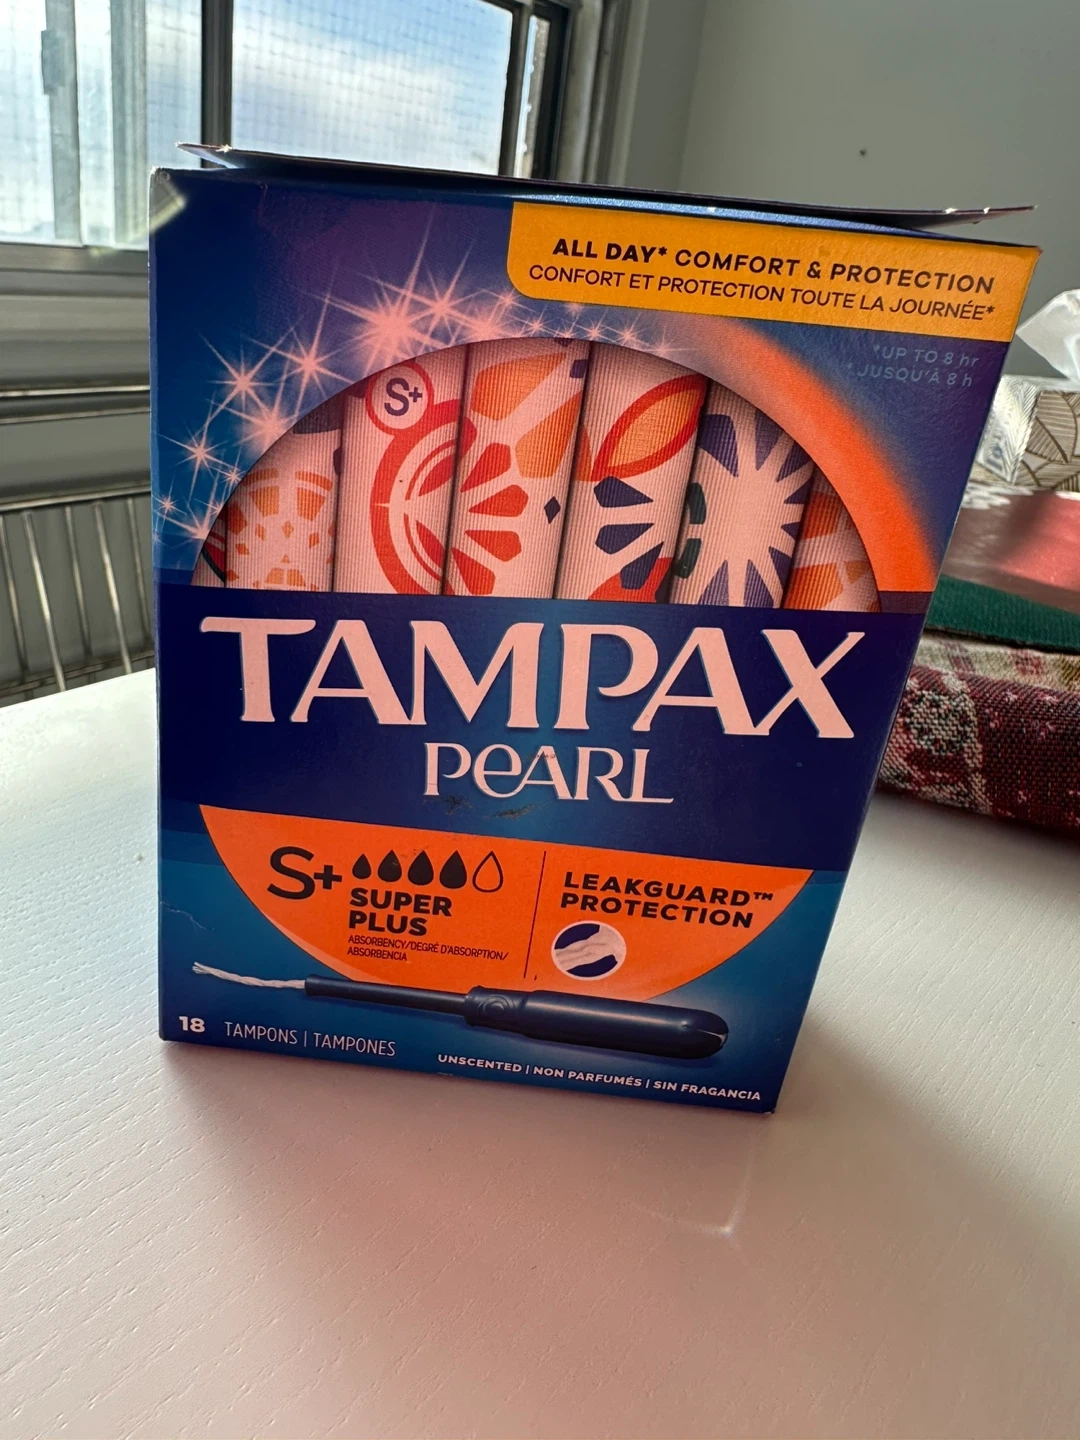 ALL DAY* COMFORT & PROTECTION
CONFORT ET PROTECTION TOUTE LA JOURNÉE*
*UP TO 8 hr
*JUSQU'À 8 h
S+
TAMPAX
PEARL
S+
SUPER
PLUS
ABSORBENCY/DEGRÉ D'ABSORPTION/
ABSORBENCIA
LEAKGUARD™
PROTECTION
18 TAMPONS | TAMPONES
UNSCENTED | NON PARFUMÉS | SIN FRAGANCIA